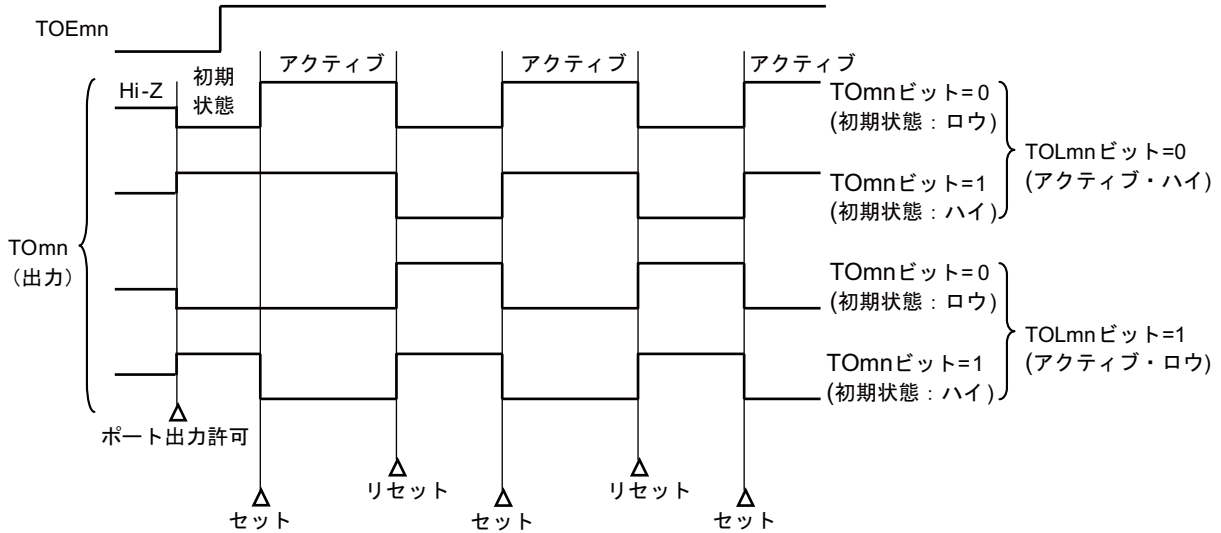 TOEmn
アクティブ
アクティブ
アクティブ
Hi-Z
初期
状態
TOmnビット=0
(初期状態：ロウ)
TOLmnビット=0
(アクティブ・ハイ)
TOmnビット=1
(初期状態：ハイ)
TOmn
（出力）
TOmnビット=0
(初期状態：ロウ)
TOLmnビット=1
(アクティブ・ロウ)
TOmnビット=1
(初期状態：ハイ)
ポート出力許可
リセット
リセット
セット
セット
セット